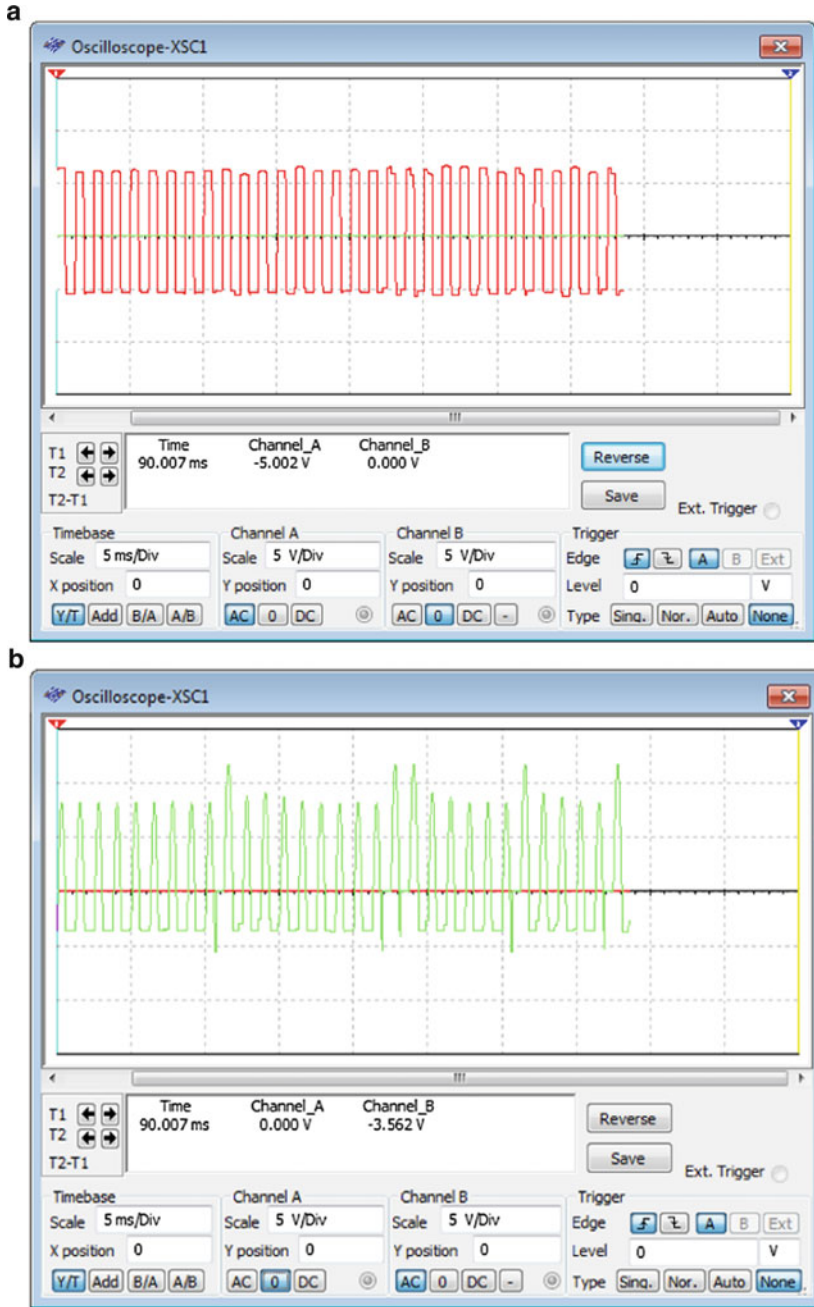 a
Oscilloscope-XSC1
Time Channel_A Channel_B
T1 90.007 ms -5.002 V 0.000 V Reverse
T2
T2-T1 Save Ext. Trigger
Timebase Channel A Channel B Trigger
Scale 5 ms/Div Scale 5 V/Div Scale 5 V/Div Edge A B Ext
X position 0 Y position 0 Y position 0 Level 0 V
Y/T Add B/A A/B AC 0 DC AC 0 DC - Type Sing. Nor. Auto None
b
Oscilloscope-XSC1
Time Channel_A Channel_B
T1 90.007 ms 0.000 V -3.562 V Reverse
T2
T2-T1 Save Ext. Trigger
Timebase Channel A Channel B Trigger
Scale 5 ms/Div Scale 5 V/Div Scale 5 V/Div Edge A B Ext
X position 0 Y position 0 Y position 0 Level 0 V
Y/T Add B/A A/B AC 0 DC AC 0 DC - Type Sing. Nor. Auto None